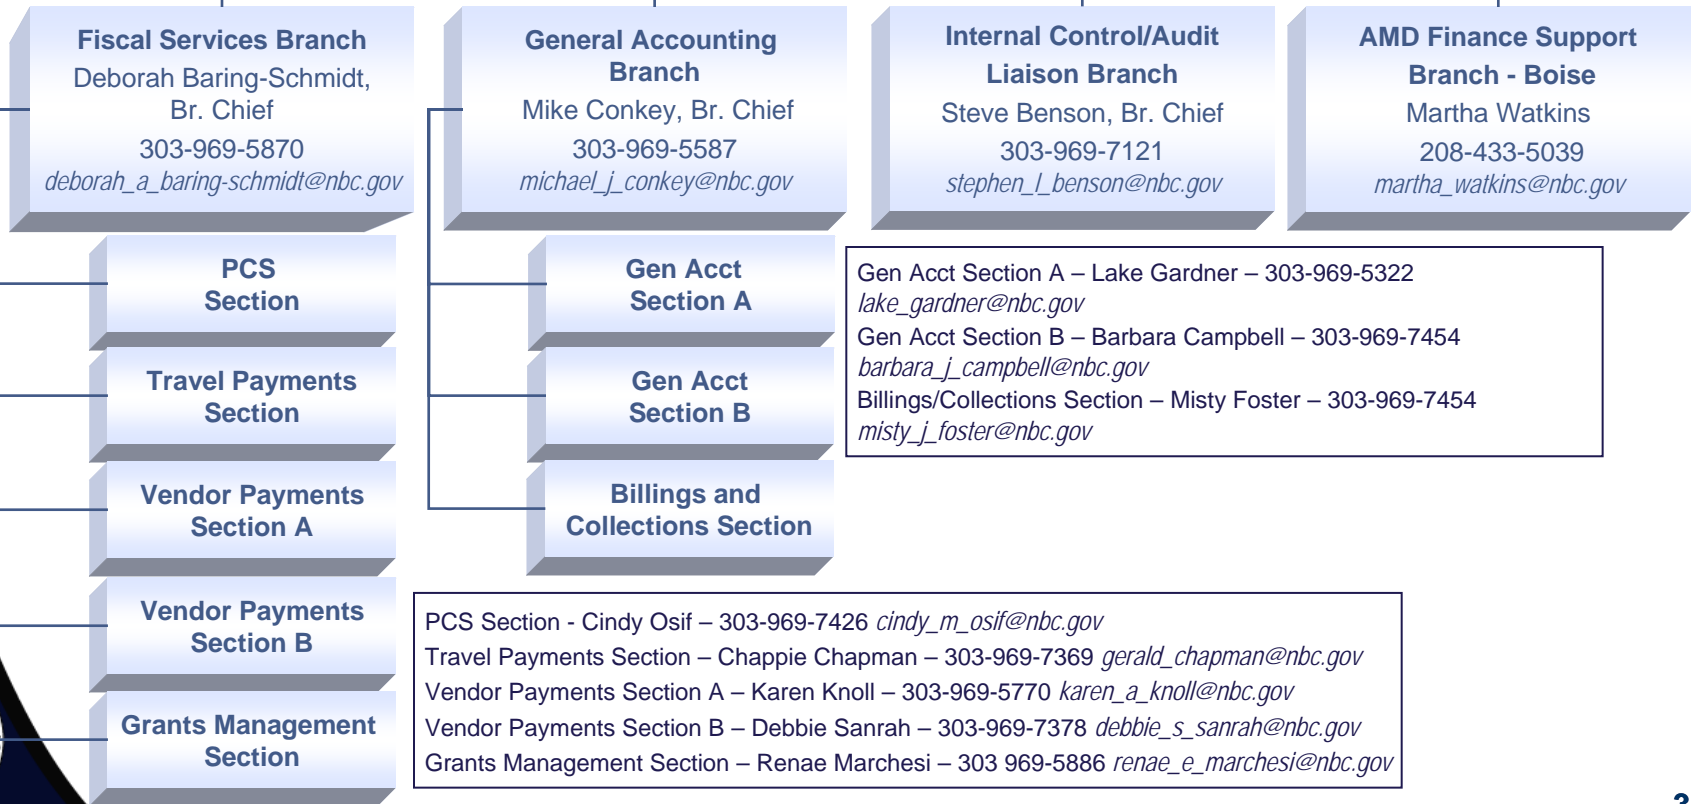 Fiscal Services Branch
Deborah Baring-Schmidt,
Br. Chief
303-969-5870
deborah_a_baring-schmidt@nbc.gov
General Accounting
Branch
Mike Conkey, Br. Chief
303-969-5587
michael_j_conkey@nbc.gov
Internal Control/Audit
Liaison Branch
Steve Benson, Br. Chief
303-969-7121
stephen_l_benson@nbc.gov
AMD Finance Support
Branch - Boise
Martha Watkins
208-433-5039
martha_watkins@nbc.gov
PCS
Section
Travel Payments
Section
Vendor Payments
Section A
Vendor Payments
Section B
Grants Management
Section
Gen Acct
Section A
Gen Acct
Section B
Billings and
Collections Section
Gen Acct Section A – Lake Gardner – 303-969-5322
lake_gardner@nbc.gov
Gen Acct Section B – Barbara Campbell – 303-969-7454
barbara_j_campbell@nbc.gov
Billings/Collections Section – Misty Foster – 303-969-7454
misty_j_foster@nbc.gov
PCS Section - Cindy Osif – 303-969-7426 cindy_m_osif@nbc.gov
Travel Payments Section – Chappie Chapman – 303-969-7369 gerald_chapman@nbc.gov
Vendor Payments Section A – Karen Knoll – 303-969-5770 karen_a_knoll@nbc.gov
Vendor Payments Section B – Debbie Sanrah – 303-969-7378 debbie_s_sanrah@nbc.gov
Grants Management Section – Renae Marchesi – 303 969-5886 renae_e_marchesi@nbc.gov
3